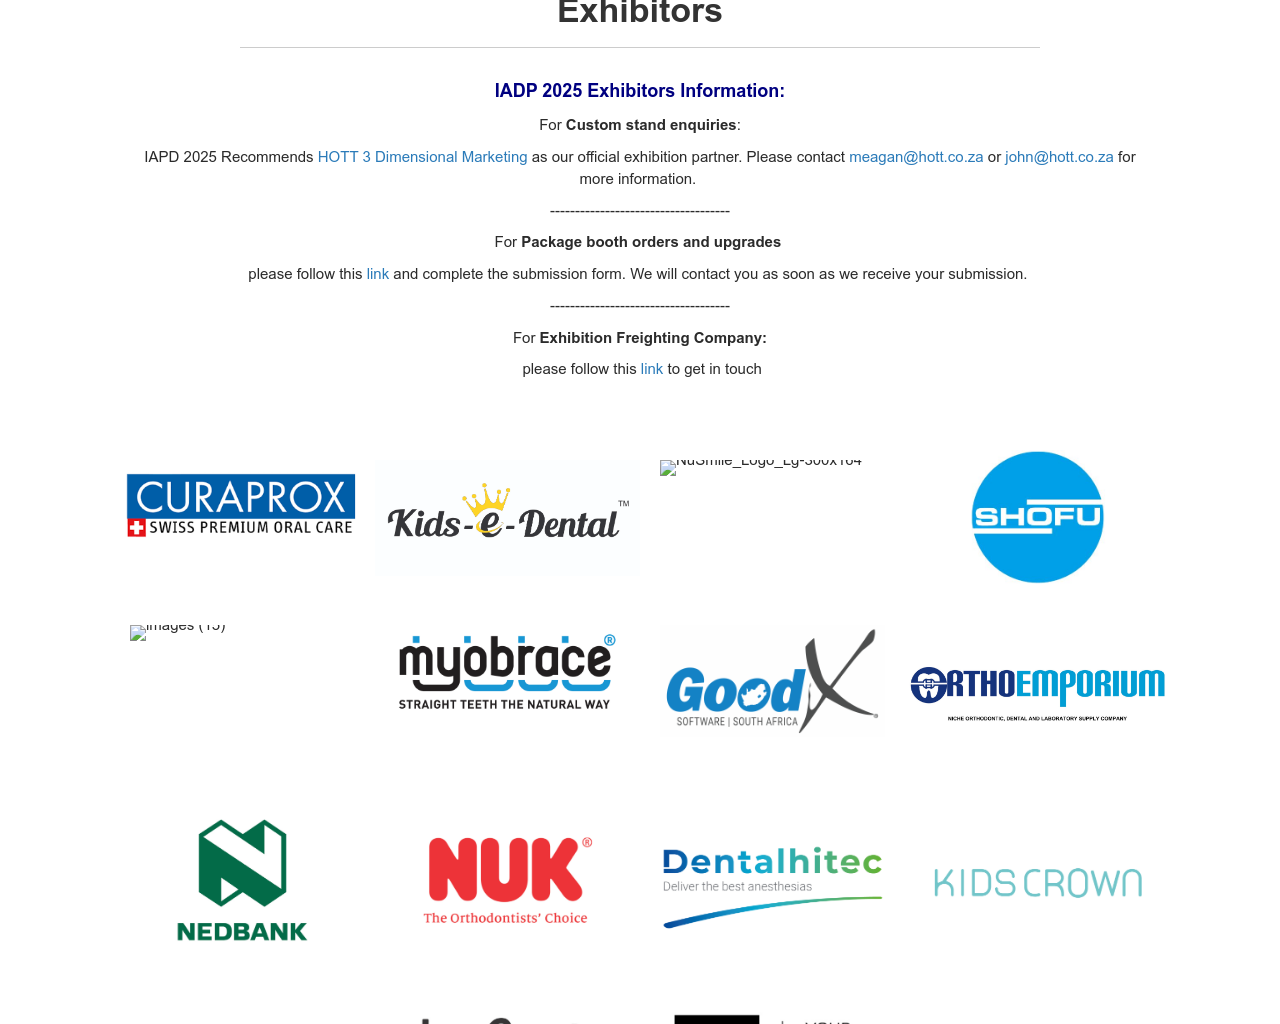 Exhibitors
IADP 2025 Exhibitors Information:
For Custom stand enquiries:
IAPD 2025 Recommends HOTT 3 Dimensional Marketing as our official exhibition partner. Please contact meagan@hott.co.za or john@hott.co.za for
more information.
------------------------------------
For Package booth orders and upgrades
please follow this link and complete the submission form. We will contact you as soon as we receive your submission.
------------------------------------
For Exhibition Freighting Company:
please follow this link to get in touch
CURAPROX
SWISS PREMIUM ORAL CARE
Kids-e-Dental™
NuSmile_Logo_Lg-300x164
SHOFU
images (15)
myobrace®
STRAIGHT TEETH THE NATURAL WAY
GoodX
SOFTWARE | SOUTH AFRICA
ORTHOEMPORIUM
NICHE ORTHODONTIC, DENTAL AND LABORATORY SUPPLY COMPANY
NEDBANK
NUK®
The Orthodontists' Choice
Dentalhitec
Deliver the best anesthesias
KIDS CROWN